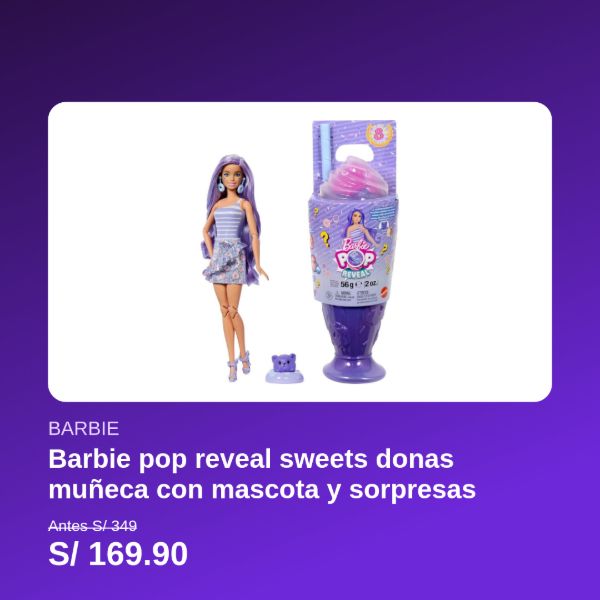 8
Barbie
POP
REVEAL
56 g • 2 oz.
BARBIE
Barbie pop reveal sweets donas
muñeca con mascota y sorpresas
Antes S/ 349
S/ 169.90